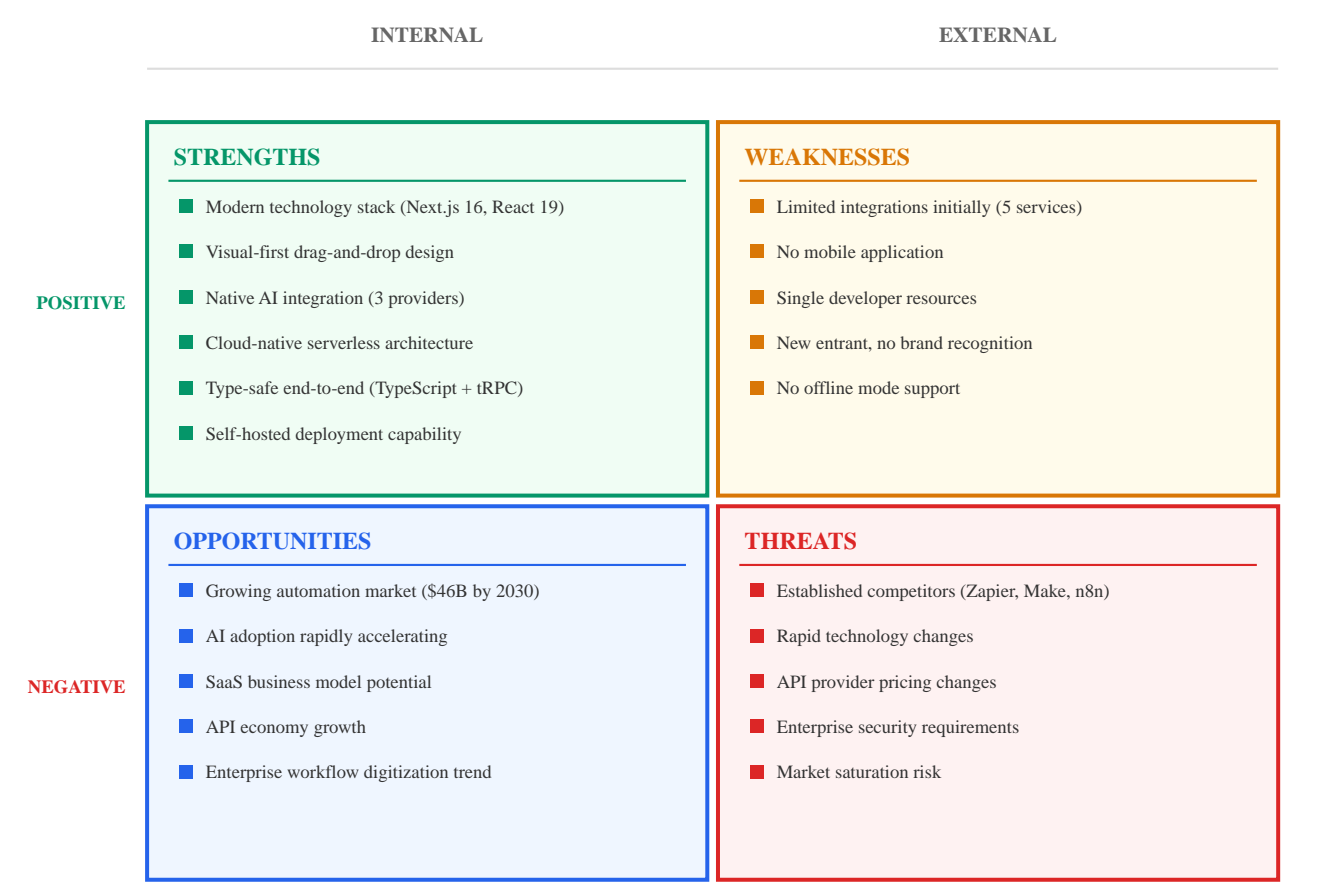 INTERNAL
EXTERNAL
POSITIVE
STRENGTHS
Modern technology stack (Next.js 16, React 19)
Visual-first drag-and-drop design
Native AI integration (3 providers)
Cloud-native serverless architecture
Type-safe end-to-end (TypeScript + tRPC)
Self-hosted deployment capability
WEAKNESSES
Limited integrations initially (5 services)
No mobile application
Single developer resources
New entrant, no brand recognition
No offline mode support
NEGATIVE
OPPORTUNITIES
Growing automation market ($46B by 2030)
AI adoption rapidly accelerating
SaaS business model potential
API economy growth
Enterprise workflow digitization trend
THREATS
Established competitors (Zapier, Make, n8n)
Rapid technology changes
API provider pricing changes
Enterprise security requirements
Market saturation risk